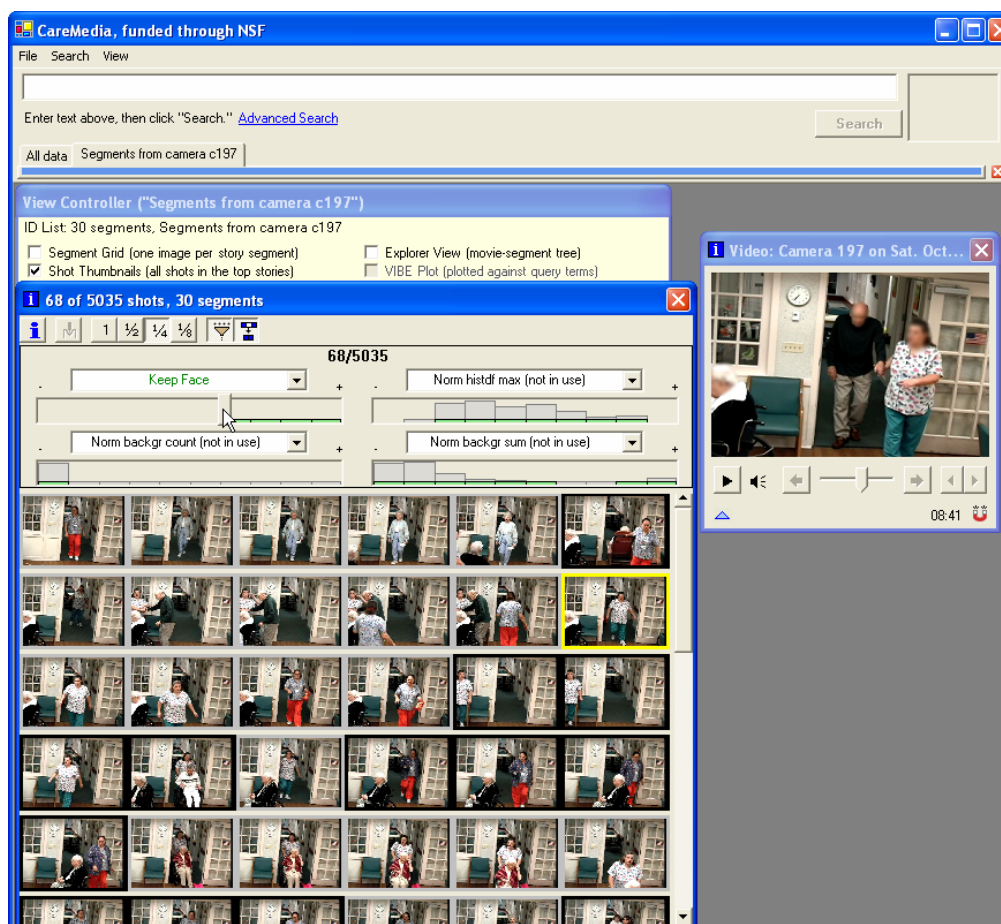 CareMedia, funded through NSF
File Search View
Enter text above, then click "Search." Advanced Search
Search
All data Segments from camera c197
View Controller ("Segments from camera c197")
ID List: 30 segments, Segments from camera c197
Segment Grid (one image per story segment) Explorer View (movie-segment tree)
Shot Thumbnails (all shots in the top stories) VIBE Plot (plotted against query terms)
Video: Camera 197 on Sat. Oct...
68 of 5035 shots, 30 segments
1 ½ ¼ ⅛
68/5035
- Keep Face + - Norm histdf max (not in use) +
- Norm backgr count (not in use) + - Norm backgr sum (not in use) +
08:41